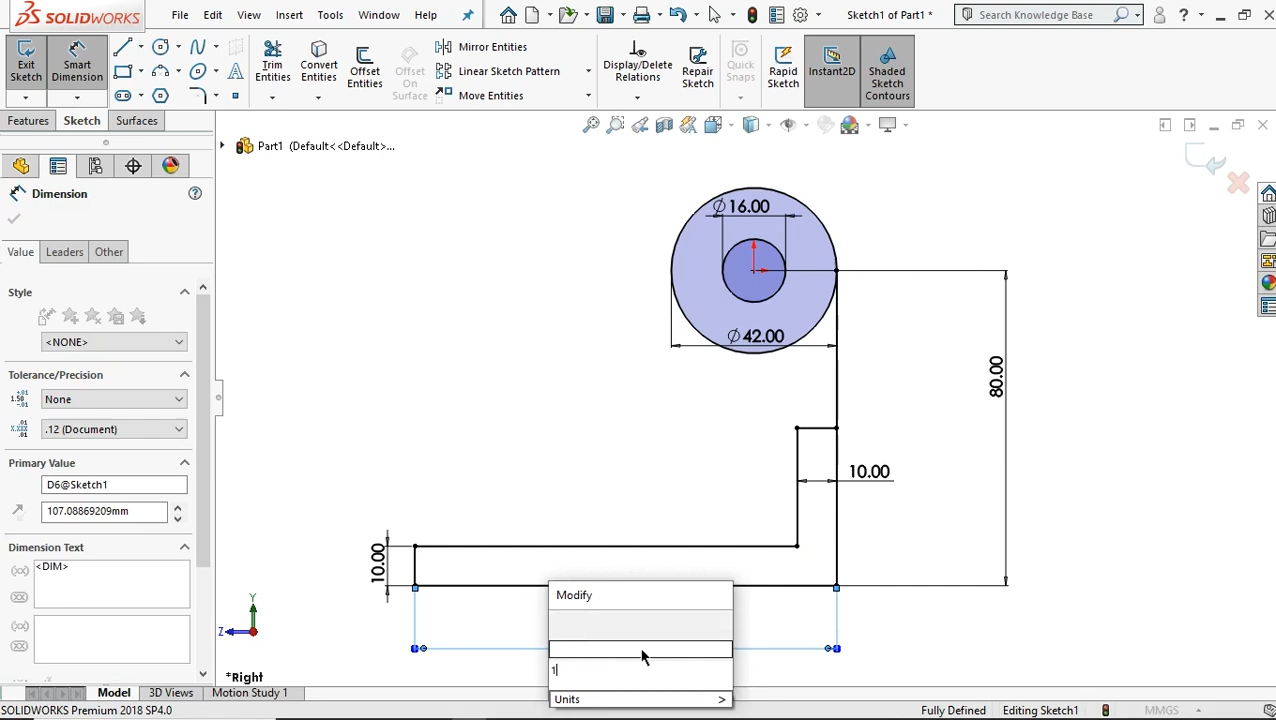 SOLIDWORKS
File Edit View Insert Tools Window Help
Sketch1 of Part1 *
Search Knowledge Base
?
Exit Sketch
Smart Dimension
Trim Entities
Convert Entities
Offset Entities
Offset On Surface
Mirror Entities
Linear Sketch Pattern
Move Entities
Display/Delete Relations
Repair Sketch
Quick Snaps
Rapid Sketch
Instant2D
Shaded Sketch Contours
Features Sketch Surfaces
Part1 (Default<<Default>...
Dimension
Value Leaders Other
Style
<NONE>
Tolerance/Precision
None
.12 (Document)
Primary Value
D6@Sketch1
107.08869209mm
Dimension Text
<DIM>
∅16.00
∅42.00
80.00
10.00
10.00
Modify
1
Units >
Y
Z
*Right
Model 3D Views Motion Study 1
SOLIDWORKS Premium 2018 SP4.0
Fully Defined Editing Sketch1 MMGS